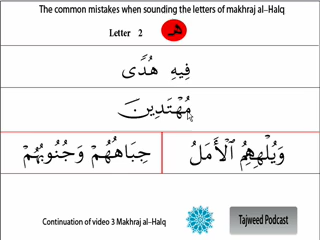 The common mistakes when sounding the letters of makhraj al-Halq
Letter 2 هـ
فِيهِ هُدًى
مُهْتَدِينَ
وَيُلْهِهِمُ ٱلْأَمَلُ
جِبَاهُهُمْ وَجُنُوبُهُمْ
Continuation of video 3 Makhraj al-Halq
Tajweed Podcast